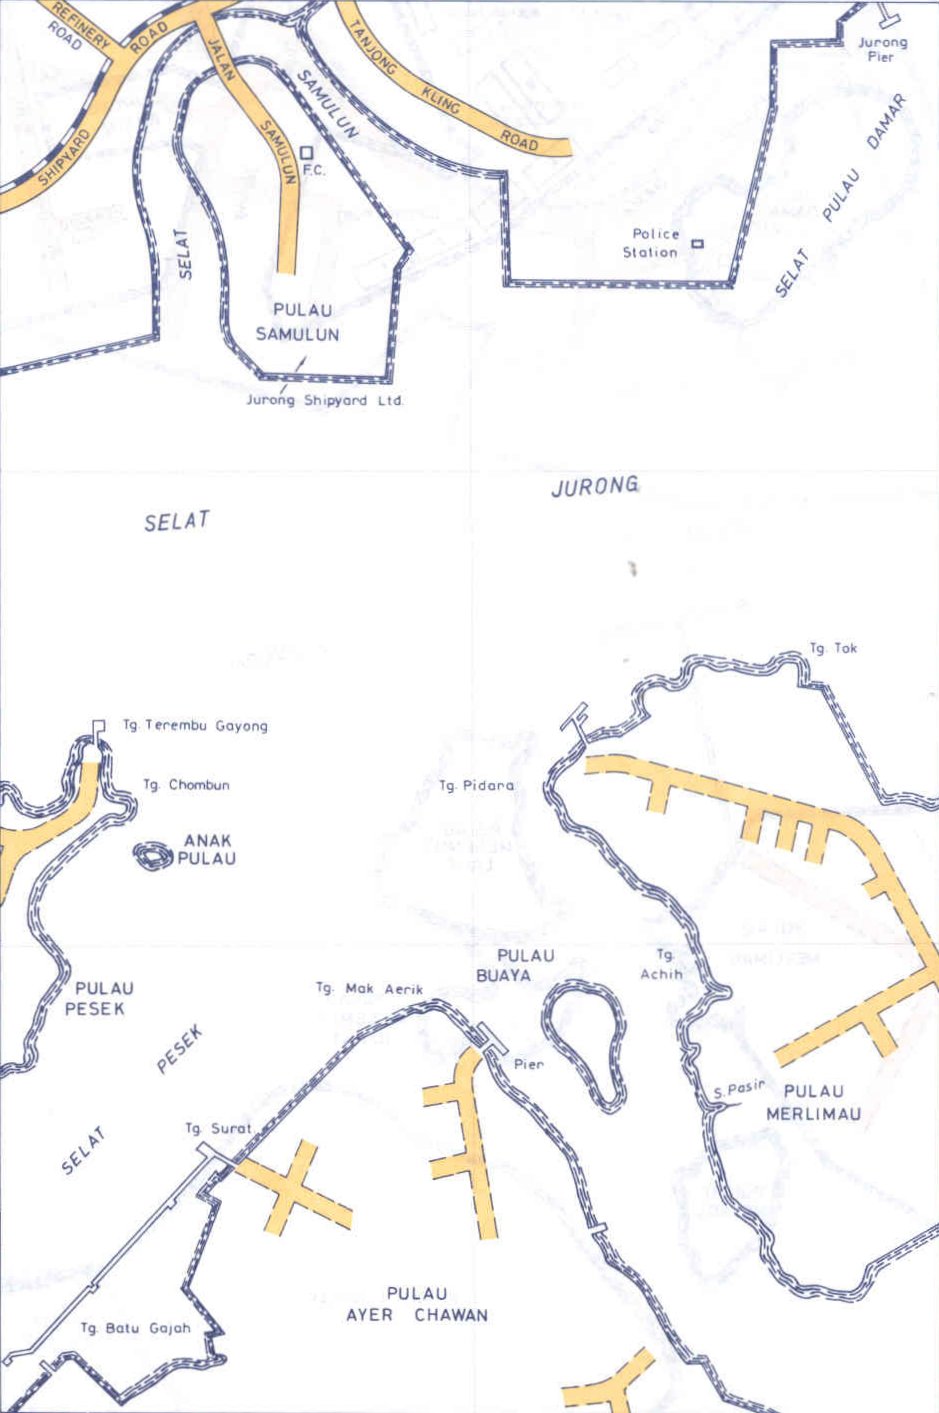 REFINERY
ROAD
ROAD
SHIPYARD
JALAN
SAMULUN
TANJONG
KLING
ROAD
SAMULUN
F.C.
SELAT
Jurong
Pier
SELAT PULAU DAMAR
Police
Station
PULAU
SAMULUN
Jurong Shipyard Ltd.
SELAT
JURONG
Tg. Tok
Tg. Terembu Gayong
Tg. Chombun
Tg. Pidara
ANAK
PULAU
PULAU
BUAYA
Tg.
Achih
Tg. Mak Aerik
PULAU
PESEK
SELAT
PESEK
Pier
S. Pasir
PULAU
MERLIMAU
Tg. Surat
PULAU
AYER CHAWAN
Tg. Batu Gajah